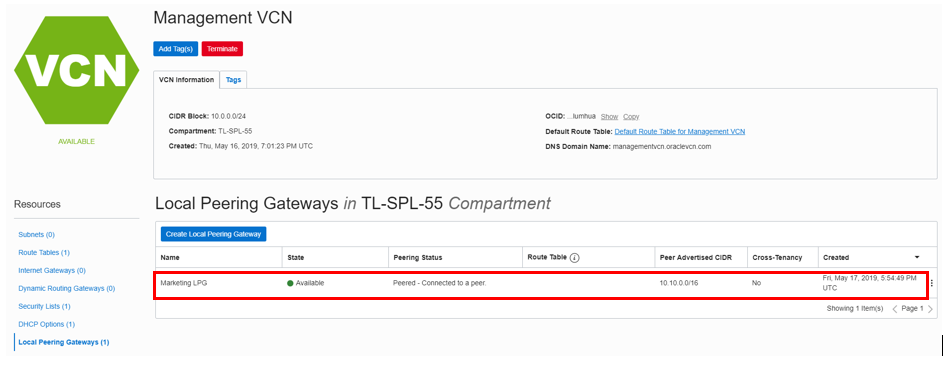 Management VCN
Add Tag(s) Terminate
VCN
AVAILABLE
VCN Information Tags
CIDR Block: 10.0.0.0/24
Compartment: TL-SPL-55
Created: Thu, May 16, 2019, 7:01:23 PM UTC
OCID: ...lumhua Show Copy
Default Route Table: Default Route Table for Management VCN
DNS Domain Name: managementvcn.oraclevcn.com
Resources
Subnets (0)
Route Tables (1)
Internet Gateways (0)
Dynamic Routing Gateways (0)
Security Lists (1)
DHCP Options (1)
Local Peering Gateways (1)
Local Peering Gateways in TL-SPL-55 Compartment
Create Local Peering Gateway
Name State Peering Status Route Table i Peer Advertised CIDR Cross-Tenancy Created
Marketing LPG Available Peered - Connected to a peer. 10.10.0.0/16 No Fri, May 17, 2019, 5:54:49 PM
UTC
Showing 1 Item(s) < Page 1 >